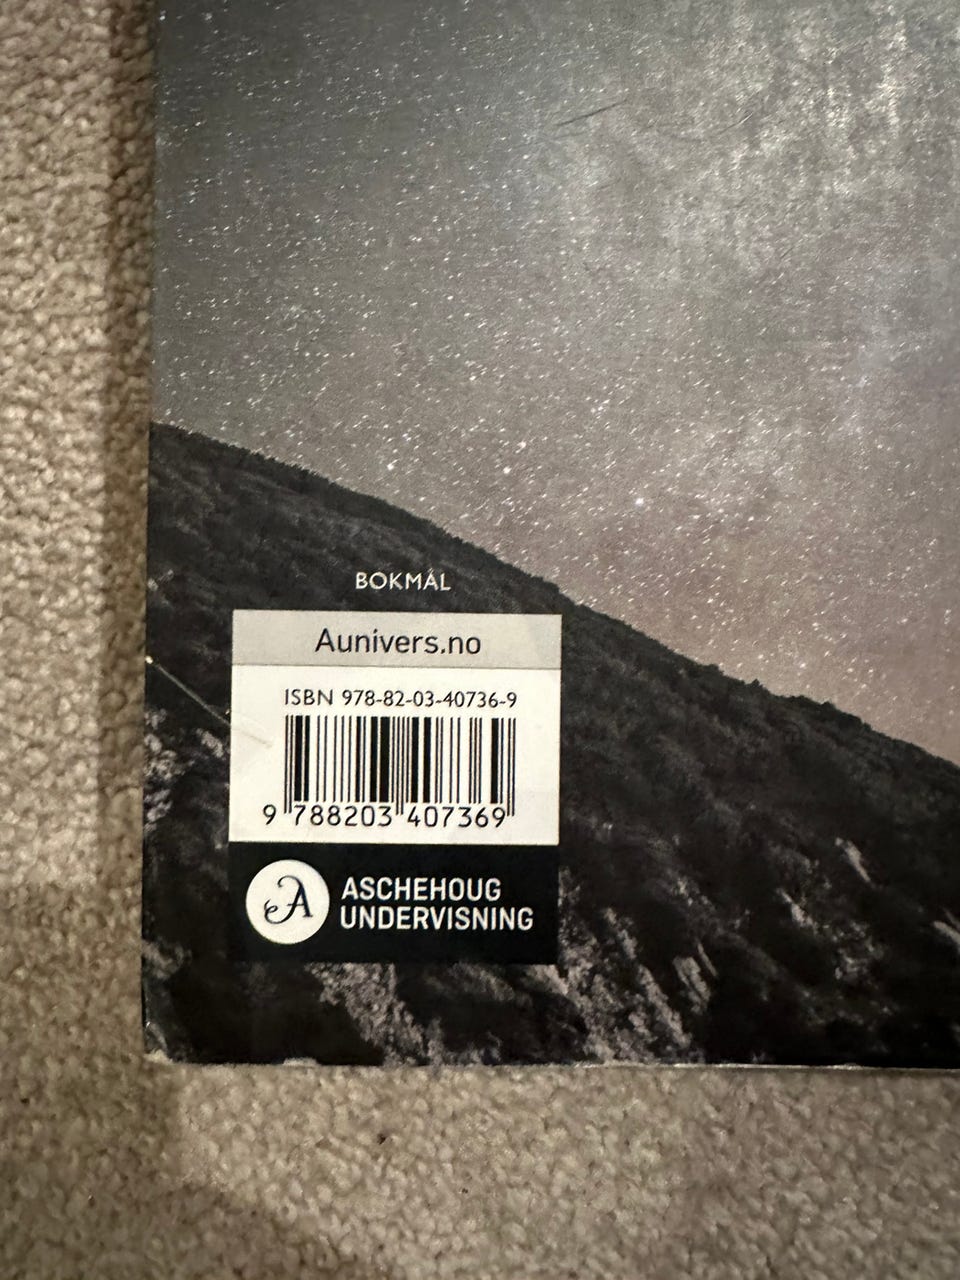 BOKMÅL
Aunivers.no
ISBN 978-82-03-40736-9
9 788203 407369
A
ASCHEHOUG
UNDERVISNING